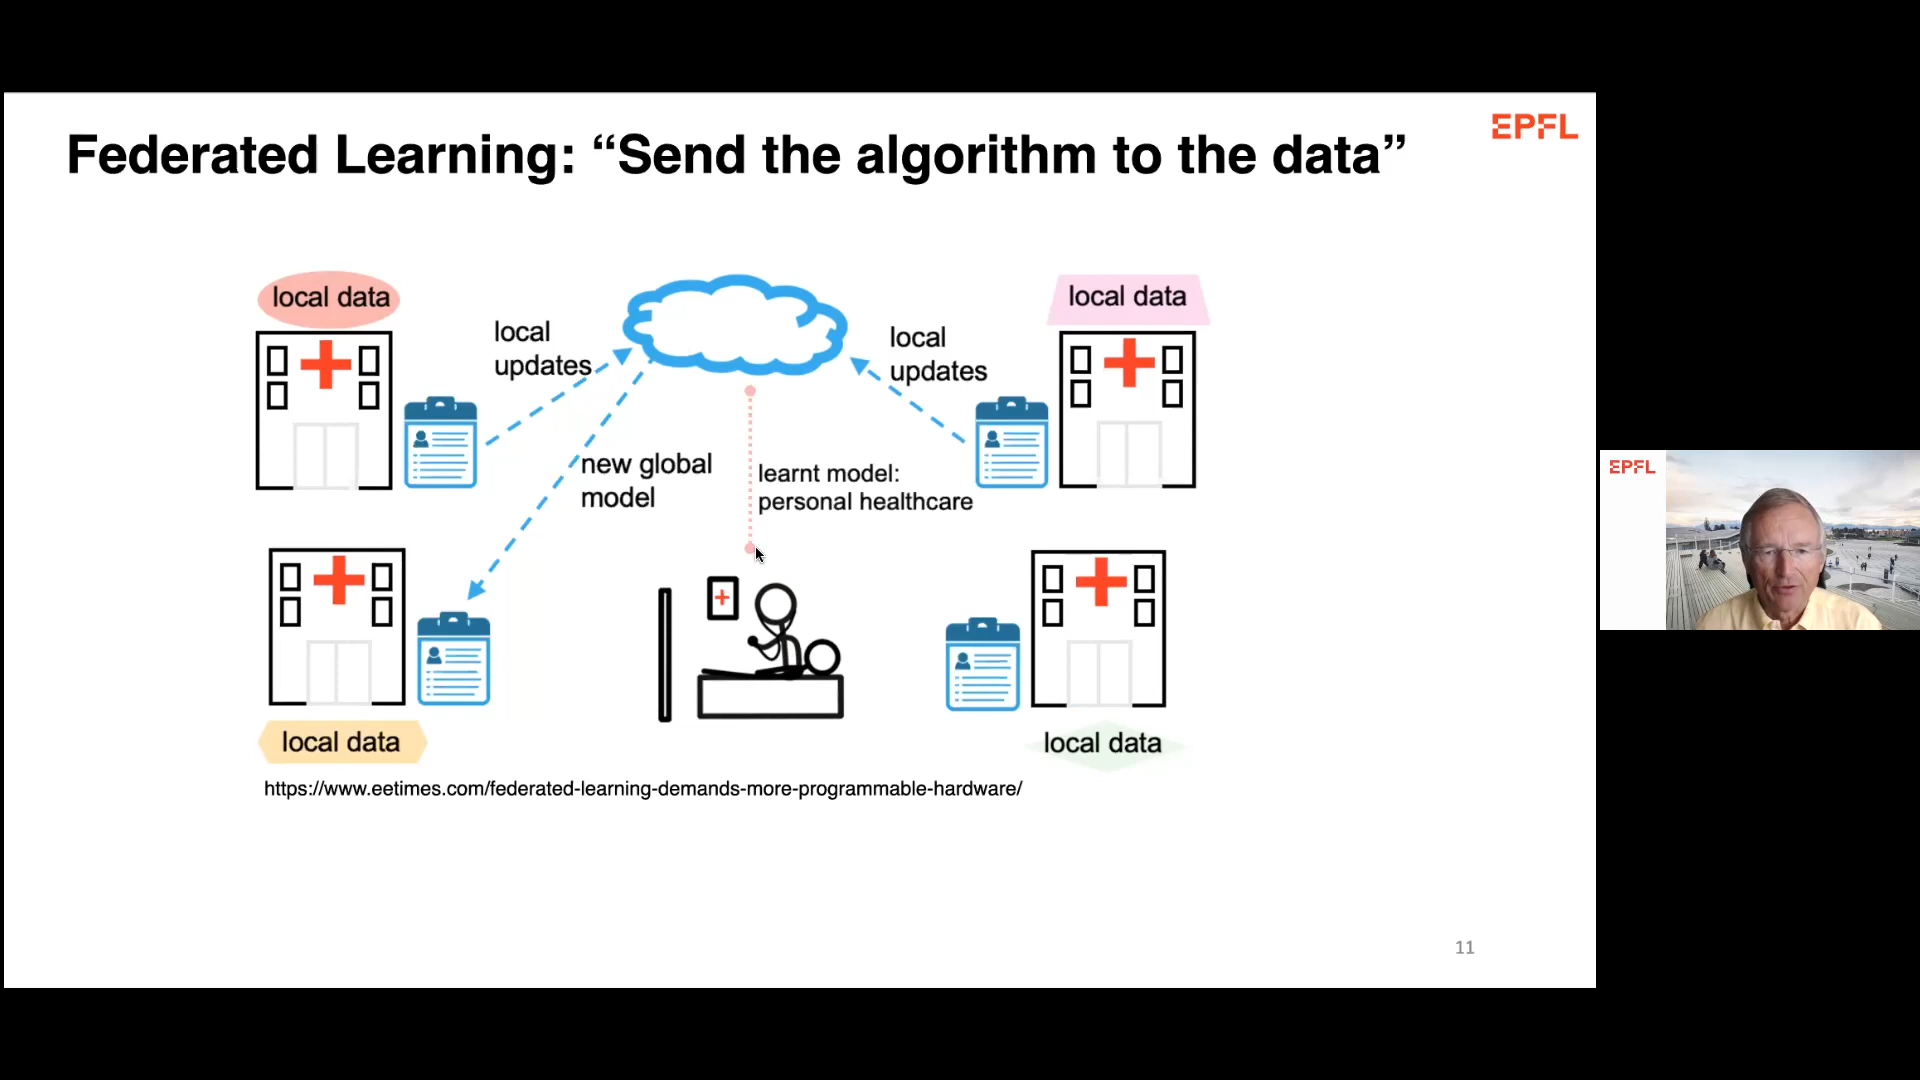 Federated Learning: “Send the algorithm to the data”
EPFL
local data
local data
local
updates
local
updates
new global
model
learnt model:
personal healthcare
local data
local data
https://www.eetimes.com/federated-learning-demands-more-programmable-hardware/
11
EPFL